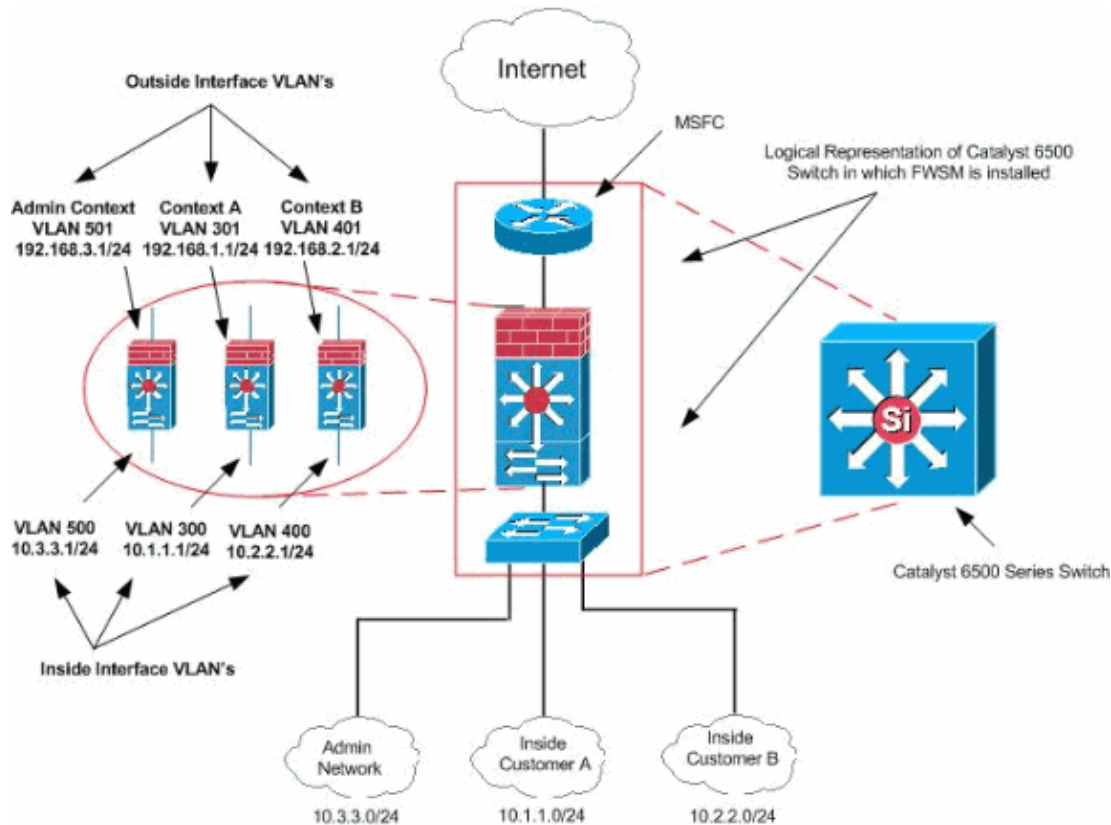 Internet
Outside Interface VLAN's
MSFC
Logical Representation of Catalyst 6500
Switch in which FWSM is installed
Admin Context
VLAN 501
192.168.3.1/24
Context A
VLAN 301
192.168.1.1/24
Context B
VLAN 401
192.168.2.1/24
Si
VLAN 500
10.3.3.1/24
VLAN 300
10.1.1.1/24
VLAN 400
10.2.2.1/24
Catalyst 6500 Series Switch
Inside Interface VLAN's
Admin
Network
10.3.3.0/24
Inside
Customer A
10.1.1.0/24
Inside
Customer B
10.2.2.0/24